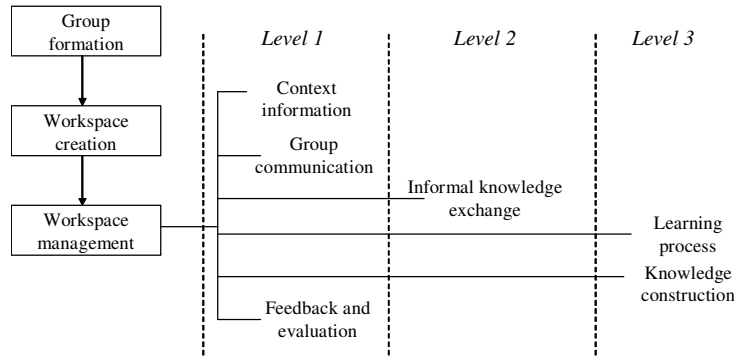 Group
formation
Level 1
Level 2
Level 3
Context
information
Workspace
creation
Group
communication
Informal knowledge
exchange
Workspace
management
Learning
process
Knowledge
construction
Feedback and
evaluation